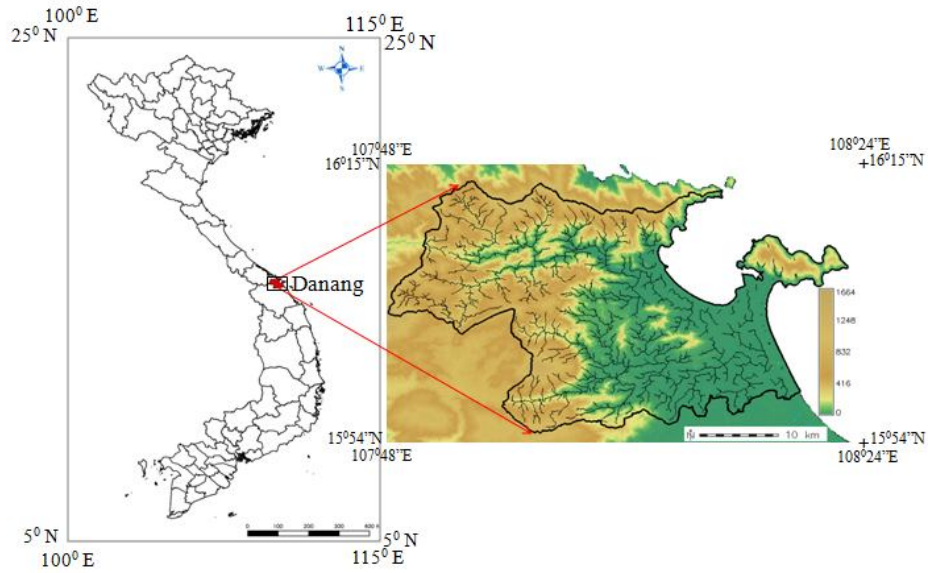 100⁰ E
115⁰ E
25⁰ N
25⁰ N
N
W
E
S
107⁰48”E
16⁰15”N
108⁰24”E
+16⁰15”N
Danang
1664
1248
832
416
0
15⁰54”N
107⁰48”E
N
10 km
+15⁰54”N
108⁰24”E
0 100 200 300 400 K
5⁰ N
5⁰ N
100⁰ E
115⁰ E